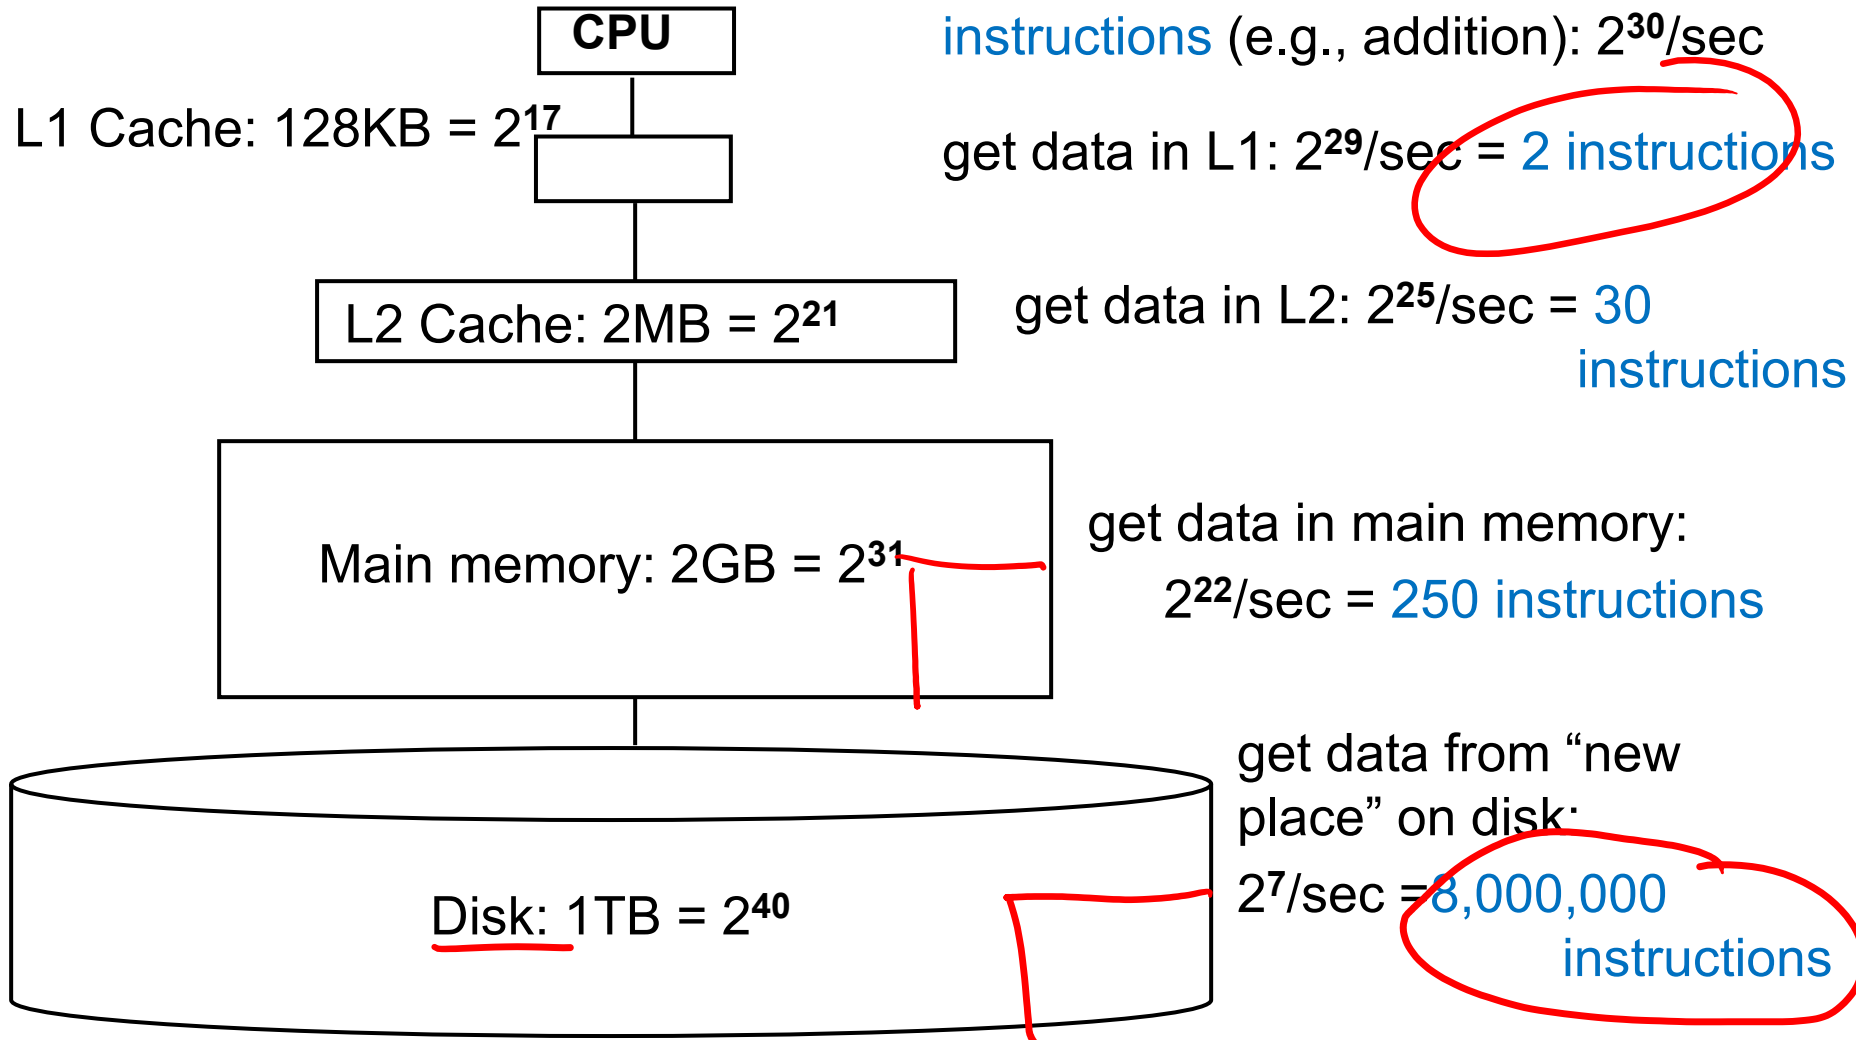 CPU
instructions (e.g., addition): 2³⁰/sec
L1 Cache: 128KB = 2¹⁷
get data in L1: 2²⁹/sec = 2 instructions
L2 Cache: 2MB = 2²¹
get data in L2: 2²⁵/sec = 30
instructions
Main memory: 2GB = 2³¹
get data in main memory:
2²²/sec = 250 instructions
get data from “new
place” on disk:
2⁷/sec =8,000,000
instructions
Disk: 1TB = 2⁴⁰